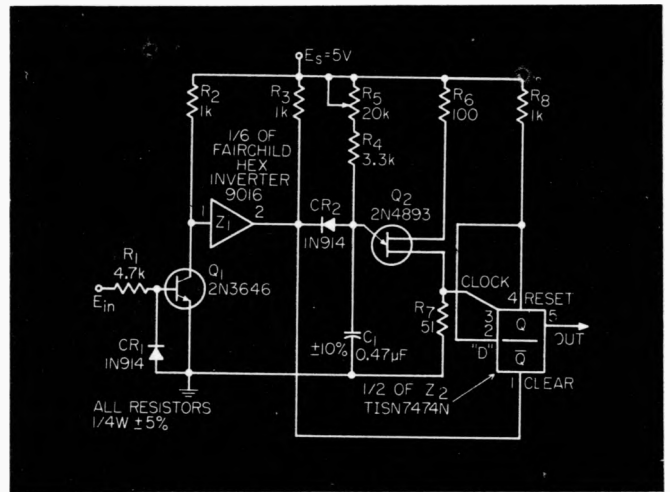 Es=5V
R2
1k
R3
1k
R5
20k
R6
100
R8
1k
1/6 OF
FAIRCHILD
HEX
INVERTER
9016
R4
3.3k
Q2
2N4893
CR2
1N914
1
Z1
2
R1
4.7k
Q1
2N3646
Ein
CR1
1N914
CLOCK
4 RESET
3
Q
5
2
OUT
"D"
Q̅
1 CLEAR
R7
51
±10%
C1
0.47µF
1/2 OF Z2
TISN7474N
ALL RESISTORS
1/4W ±5%